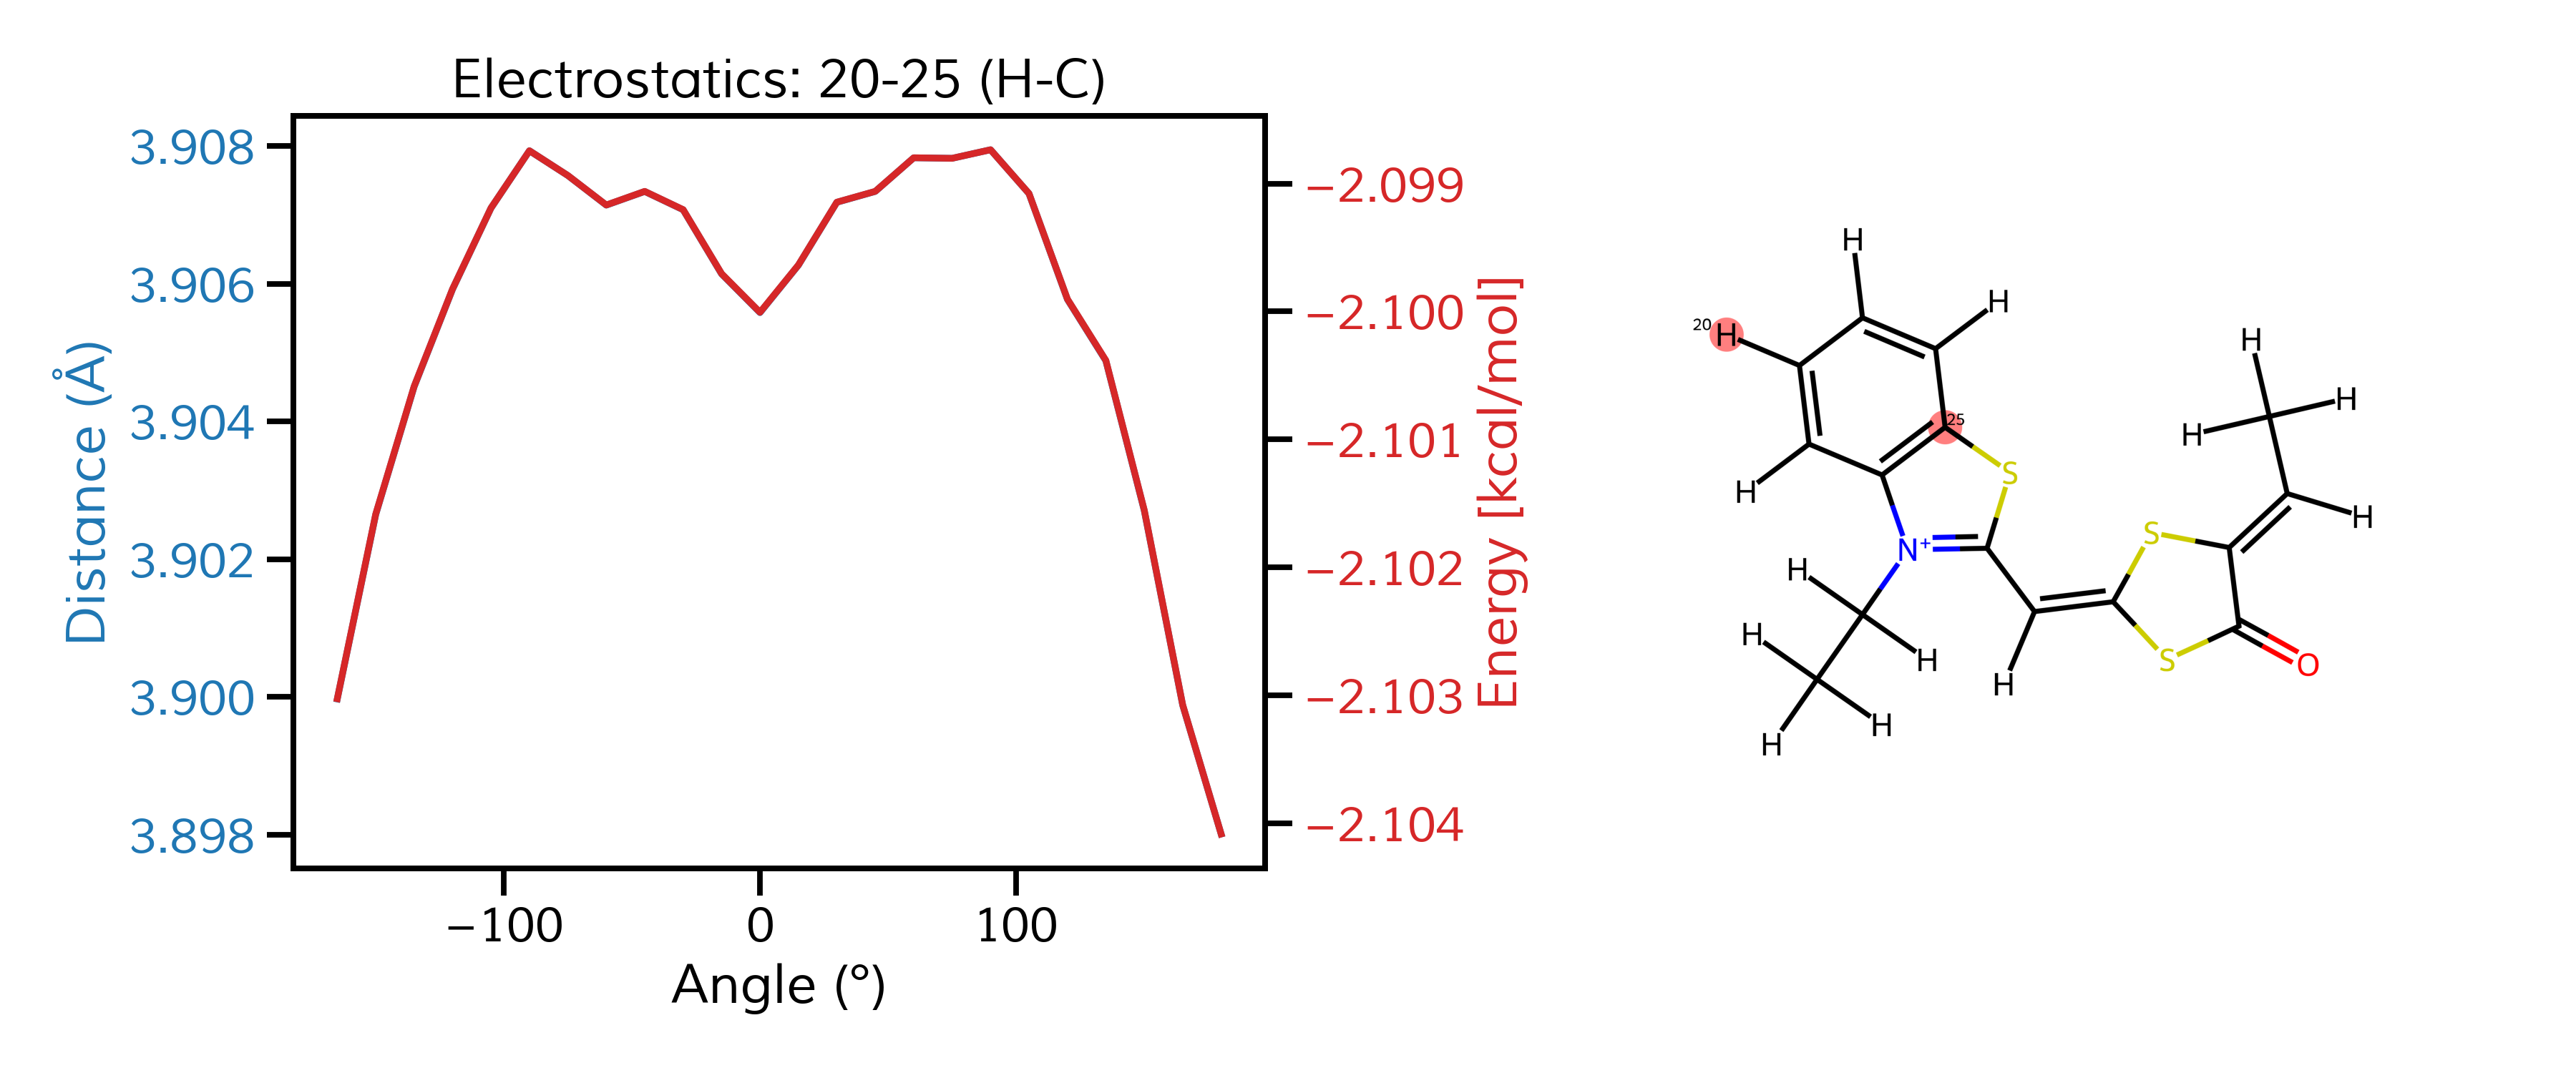 Electrostatics: 20-25 (H-C)
Distance (Å)
3.908
3.906
3.904
3.902
3.900
3.898
−100
0
100
Angle (°)
−2.099
−2.100
−2.101
−2.102
−2.103
−2.104
Energy [kcal/mol]
H
H
20 H
H
H
H
25
H
S
H
S
H
N+
H
H
H
S
O
H
H
H